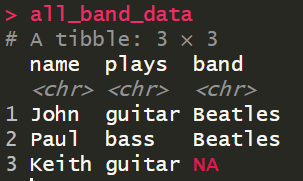 > all_band_data
# A tibble: 3 × 3
name plays band
<chr> <chr> <chr>
1 John guitar Beatles
2 Paul bass Beatles
3 Keith guitar NA